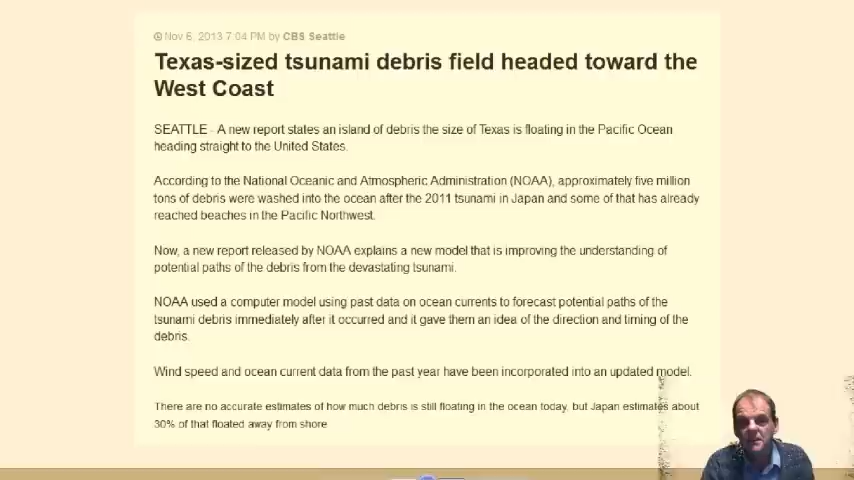 Nov 6, 2013 7:04 PM by CBS Seattle
Texas-sized tsunami debris field headed toward the
West Coast
SEATTLE - A new report states an island of debris the size of Texas is floating in the Pacific Ocean
heading straight to the United States.
According to the National Oceanic and Atmospheric Administration (NOAA), approximately five million
tons of debris were washed into the ocean after the 2011 tsunami in Japan and some of that has already
reached beaches in the Pacific Northwest.
Now, a new report released by NOAA explains a new model that is improving the understanding of
potential paths of the debris from the devastating tsunami.
NOAA used a computer model using past data on ocean currents to forecast potential paths of the
tsunami debris immediately after it occurred and it gave them an idea of the direction and timing of the
debris.
Wind speed and ocean current data from the past year have been incorporated into an updated model.
There are no accurate estimates of how much debris is still floating in the ocean today, but Japan estimates about
30% of that floated away from shore